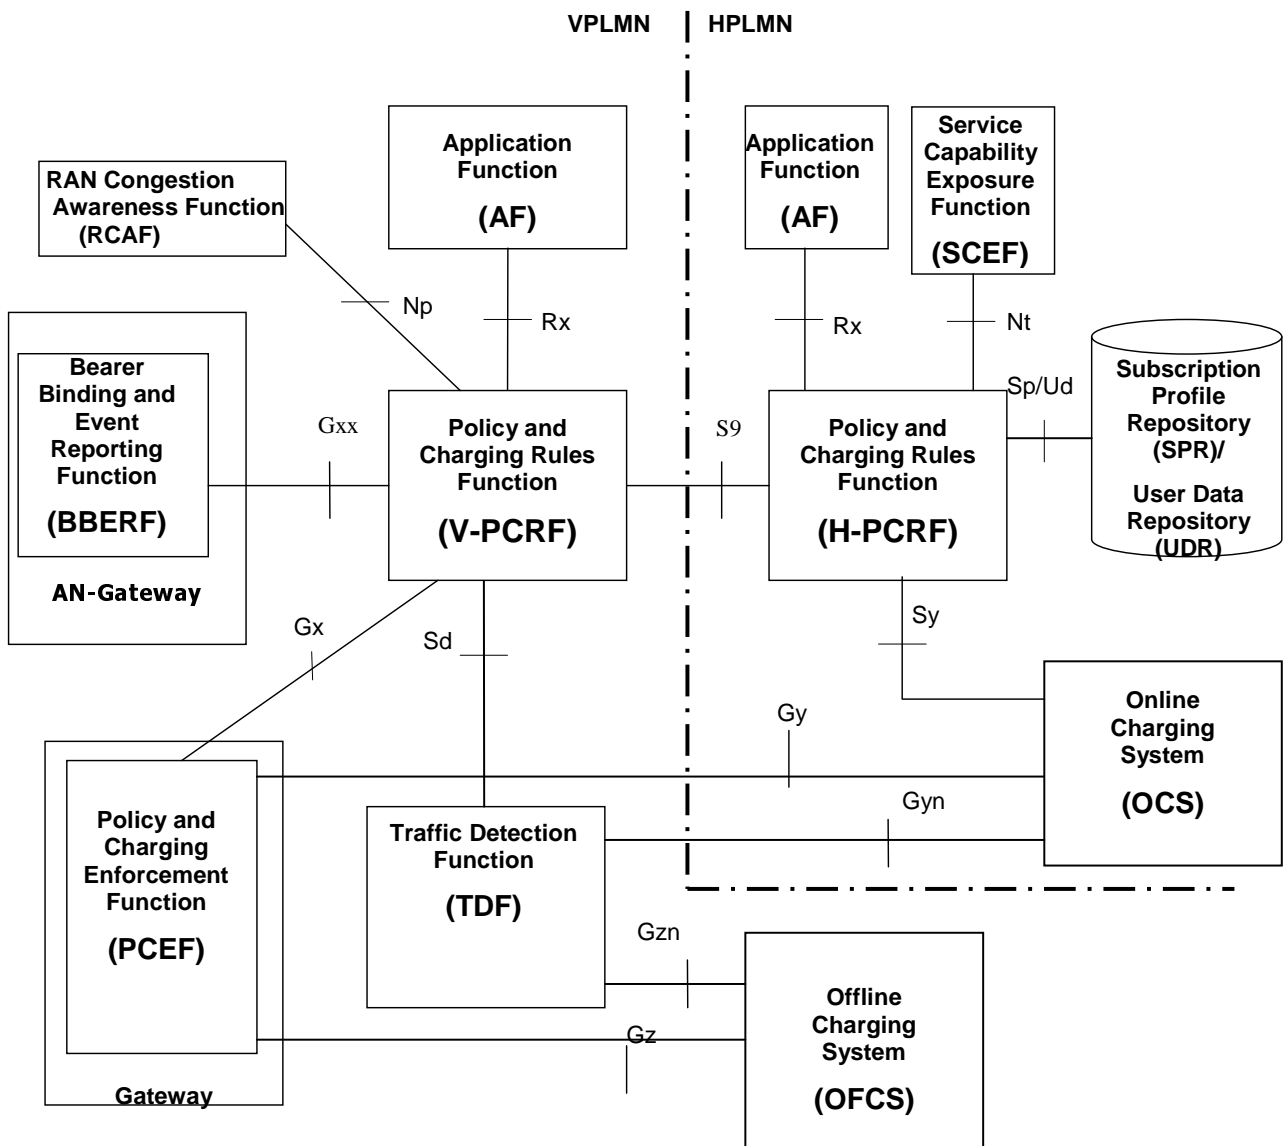 VPLMN
HPLMN
RAN Congestion
Awareness Function
(RCAF)
Application
Function
(AF)
Application
Function
(AF)
Service
Capability
Exposure
Function
(SCEF)
Np
Rx
Rx
Nt
Sp/Ud
Bearer
Binding and
Event
Reporting
Function
(BBERF)
AN-Gateway
Gxx
Policy and
Charging Rules
Function
(V-PCRF)
S9
Policy and
Charging Rules
Function
(H-PCRF)
Subscription
Profile
Repository
(SPR)/
User Data
Repository
(UDR)
Gx
Sd
Sy
Gy
Gyn
Online
Charging
System
(OCS)
Policy and
Charging
Enforcement
Function
(PCEF)
Gateway
Traffic Detection
Function
(TDF)
Gzn
Gz
Offline
Charging
System
(OFCS)